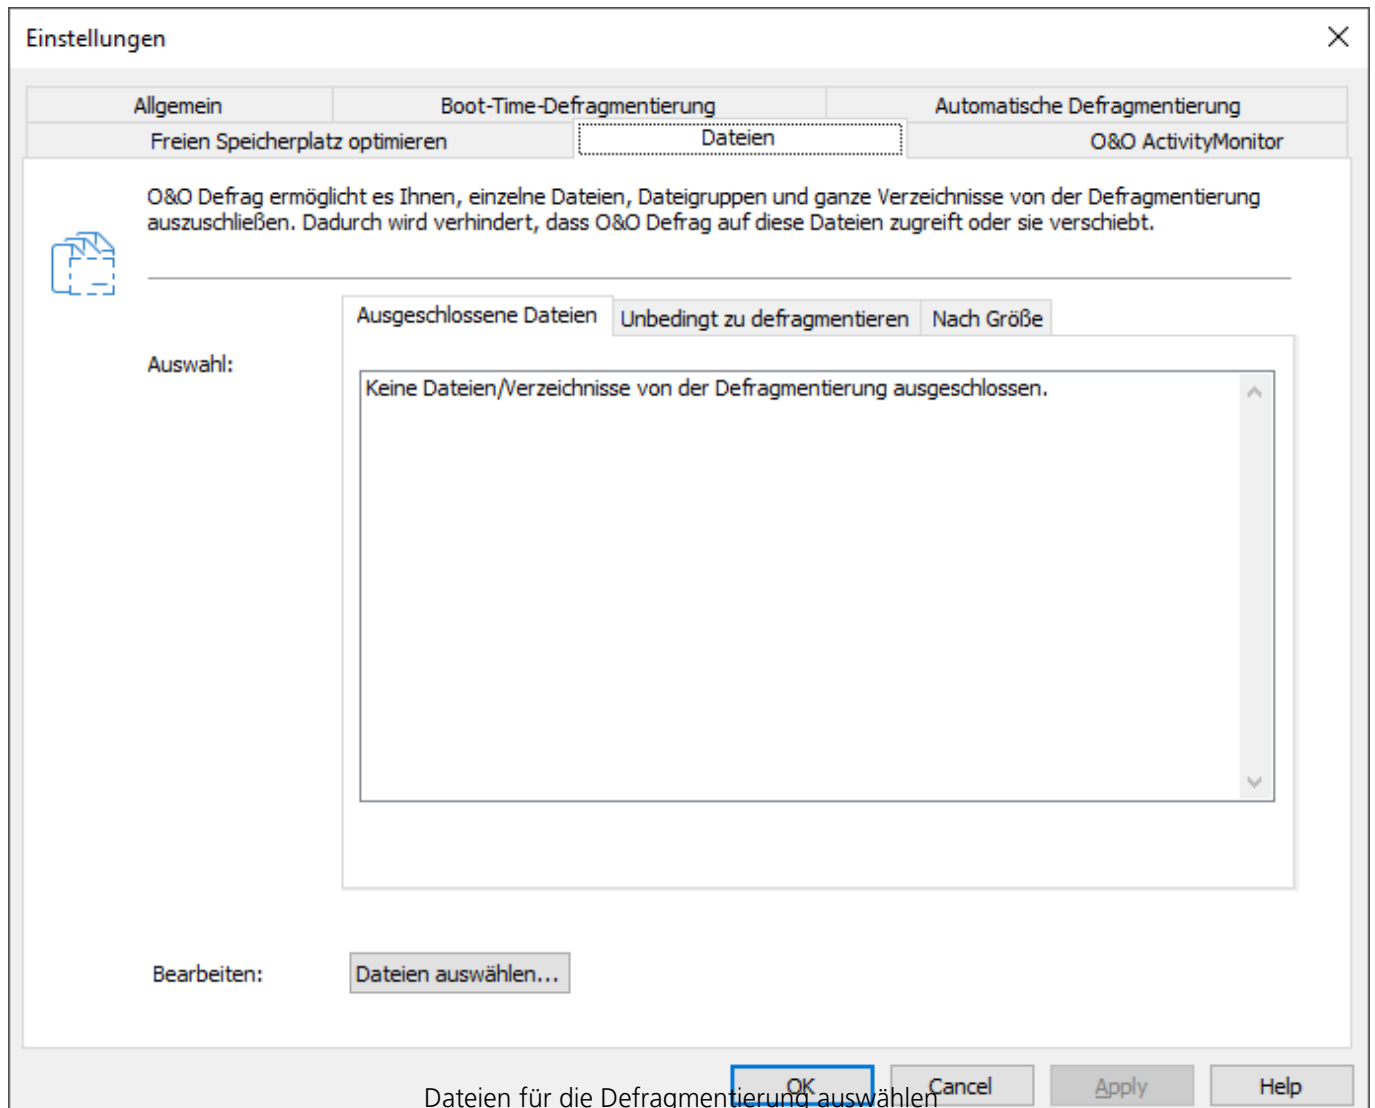 Einstellungen
Allgemein
Boot-Time-Defragmentierung
Automatische Defragmentierung
Freien Speicherplatz optimieren
Dateien
O&O ActivityMonitor
O&O Defrag ermöglicht es Ihnen, einzelne Dateien, Dateigruppen und ganze Verzeichnisse von der Defragmentierung
auszuschließen. Dadurch wird verhindert, dass O&O Defrag auf diese Dateien zugreift oder sie verschiebt.
Ausgeschlossene Dateien
Unbedingt zu defragmentieren
Nach Größe
Auswahl:
Keine Dateien/Verzeichnisse von der Defragmentierung ausgeschlossen.
Bearbeiten:
Dateien auswählen...
OK
Cancel
Apply
Help
Dateien für die Defragmentierung auswählen